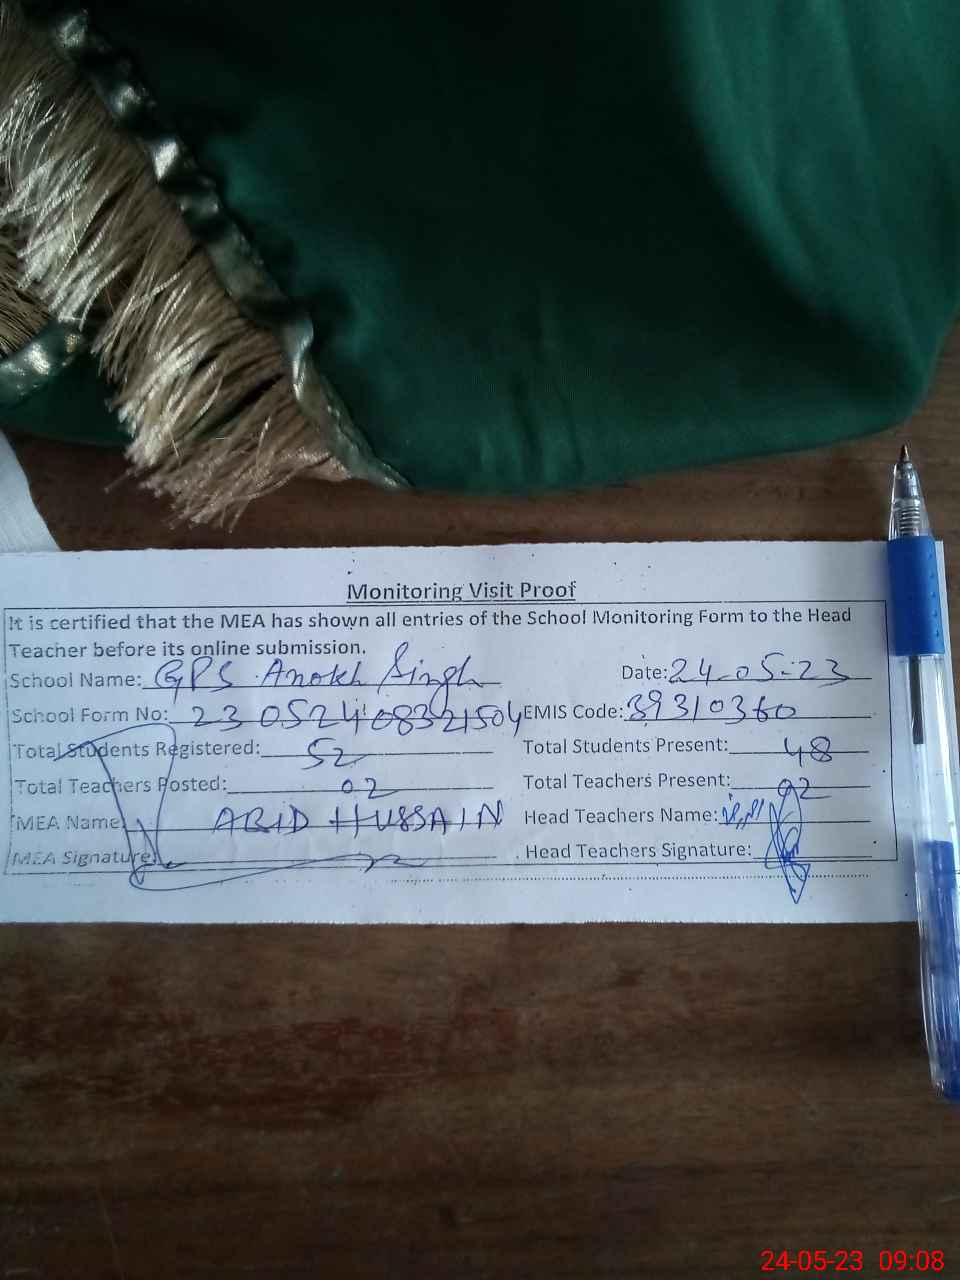 Monitoring Visit Proof
It is certified that the MEA has shown all entries of the School Monitoring Form to the Head
Teacher before its online submission.
School Name: GPS Anokh Singh Date: 24-05-23
School Form No: 23052408321504 EMIS Code: 39310360
Total Students Registered: 52 Total Students Present: 48
Total Teachers Posted: 02 Total Teachers Present: 02
MEA Name: ABID HUSSAIN Head Teachers Name:
MEA Signature: Head Teachers Signature:
24-05-23 09:08